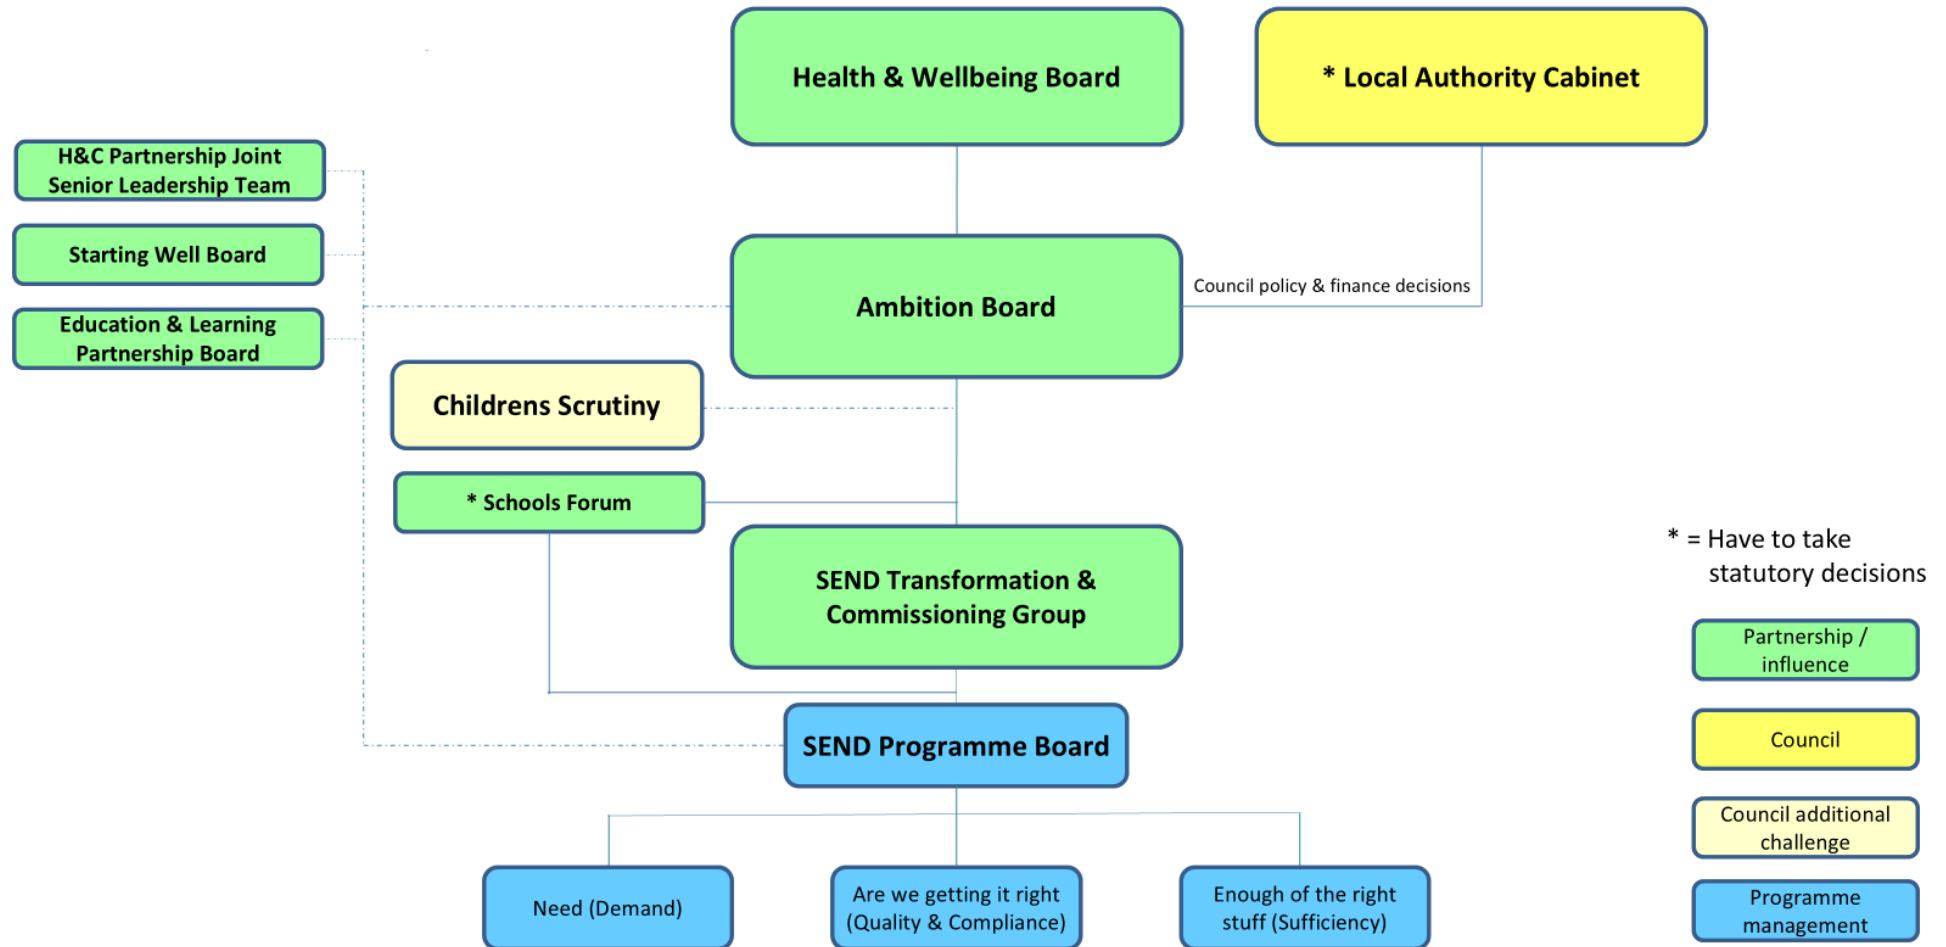 Health & Wellbeing Board
* Local Authority Cabinet
H&C Partnership Joint
Senior Leadership Team
Starting Well Board
Education & Learning
Partnership Board
Ambition Board
Council policy & finance decisions
Childrens Scrutiny
* Schools Forum
SEND Transformation &
Commissioning Group
SEND Programme Board
Need (Demand)
Are we getting it right
(Quality & Compliance)
Enough of the right
stuff (Sufficiency)
* = Have to take
statutory decisions
Partnership /
influence
Council
Council additional
challenge
Programme
management